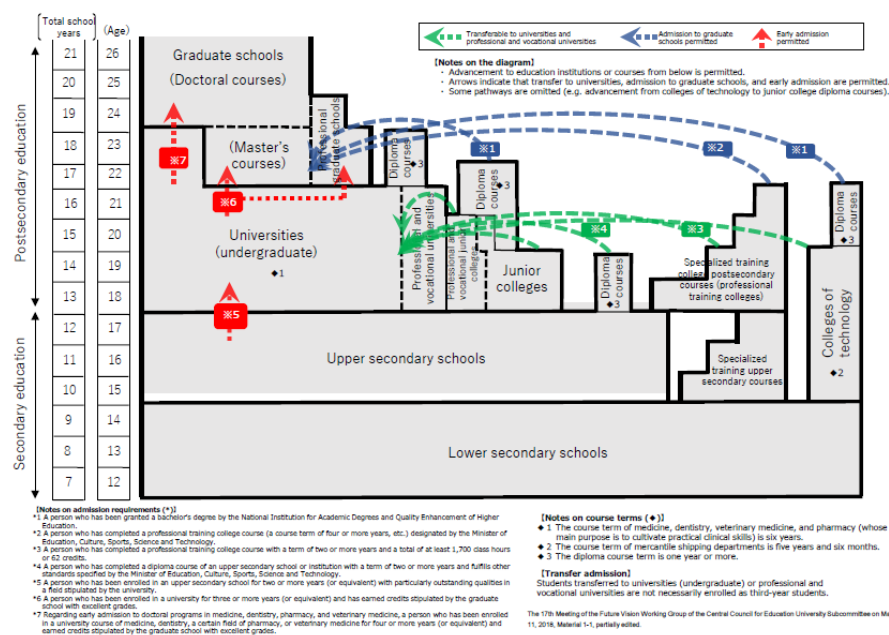 Total school years
(Age)
21 26
20 25
19 24
18 23
17 22
16 21
15 20
14 19
13 18
12 17
11 16
10 15
9 14
8 13
7 12
Postsecondary education
Secondary education
Transferable to universities and professional and vocational universities
Admission to graduate schools permitted
Early admission permitted
【Notes on the diagram】
・ Advancement to education institutions or courses from below is permitted.
・ Arrows indicate that transfer to universities, admission to graduate schools, and early admission are permitted.
・ Some pathways are omitted (e.g. advancement from colleges of technology to junior college diploma courses).
Graduate schools
(Doctoral courses)
(Master's
courses)
Professional
graduate schools
Diploma
courses ◆3
Diploma
courses ◆3
Diploma
courses
◆3
※1
※2
※1
※7
※6
※4
※3
※5
Universities
(undergraduate)
◆1
Professional and
vocational universities
Professional and
vocational junior
colleges
Junior
colleges
Diploma
courses
◆3
Specialized training
college postsecondary
courses (professional
training colleges)
Colleges of
technology
◆2
Upper secondary schools
Specialized
training upper
secondary courses
Lower secondary schools
【Notes on admission requirements (*)】
*1 A person who has been granted a bachelor's degree by the National Institution for Academic Degrees and Quality Enhancement of Higher
Education.
*2 A person who has completed a professional training college course (a course term of four or more years, etc.) designated by the Minister of
Education, Culture, Sports, Science and Technology.
*3 A person who has completed a professional training college course with a term of two or more years and a total of at least 1,700 class hours
or 62 credits.
*4 A person who has completed a diploma course of an upper secondary school or institution with a term of two or more years and fulfills other
standards specified by the Minister of Education, Culture, Sports, Science and Technology.
*5 A person who has been enrolled in an upper secondary school for two or more years (or equivalent) with particularly outstanding qualities in
a field stipulated by the university.
*6 A person who has been enrolled in a university for three or more years (or equivalent) and has earned credits stipulated by the graduate
school with excellent grades.
*7 Regarding early admission to doctoral programs in medicine, dentistry, pharmacy, and veterinary medicine, a person who has been enrolled
in a university course of medicine, dentistry, a certain field of pharmacy, or veterinary medicine for four or more years (or equivalent) and
earned credits stipulated by the graduate school with excellent grades.
【Notes on course terms (◆)】
◆ 1 The course term of medicine, dentistry, veterinary medicine, and pharmacy (whose
main purpose is to cultivate practical clinical skills) is six years.
◆ 2 The course term of mercantile shipping departments is five years and six months.
◆ 3 The diploma course term is one year or more.
【Transfer admission】
Students transferred to universities (undergraduate) or professional and
vocational universities are not necessarily enrolled as third-year students.
The 17th Meeting of the Future Vision Working Group of the Central Council for Education University Subcommittee on Ma
11, 2018, Material 1-1, partially edited.